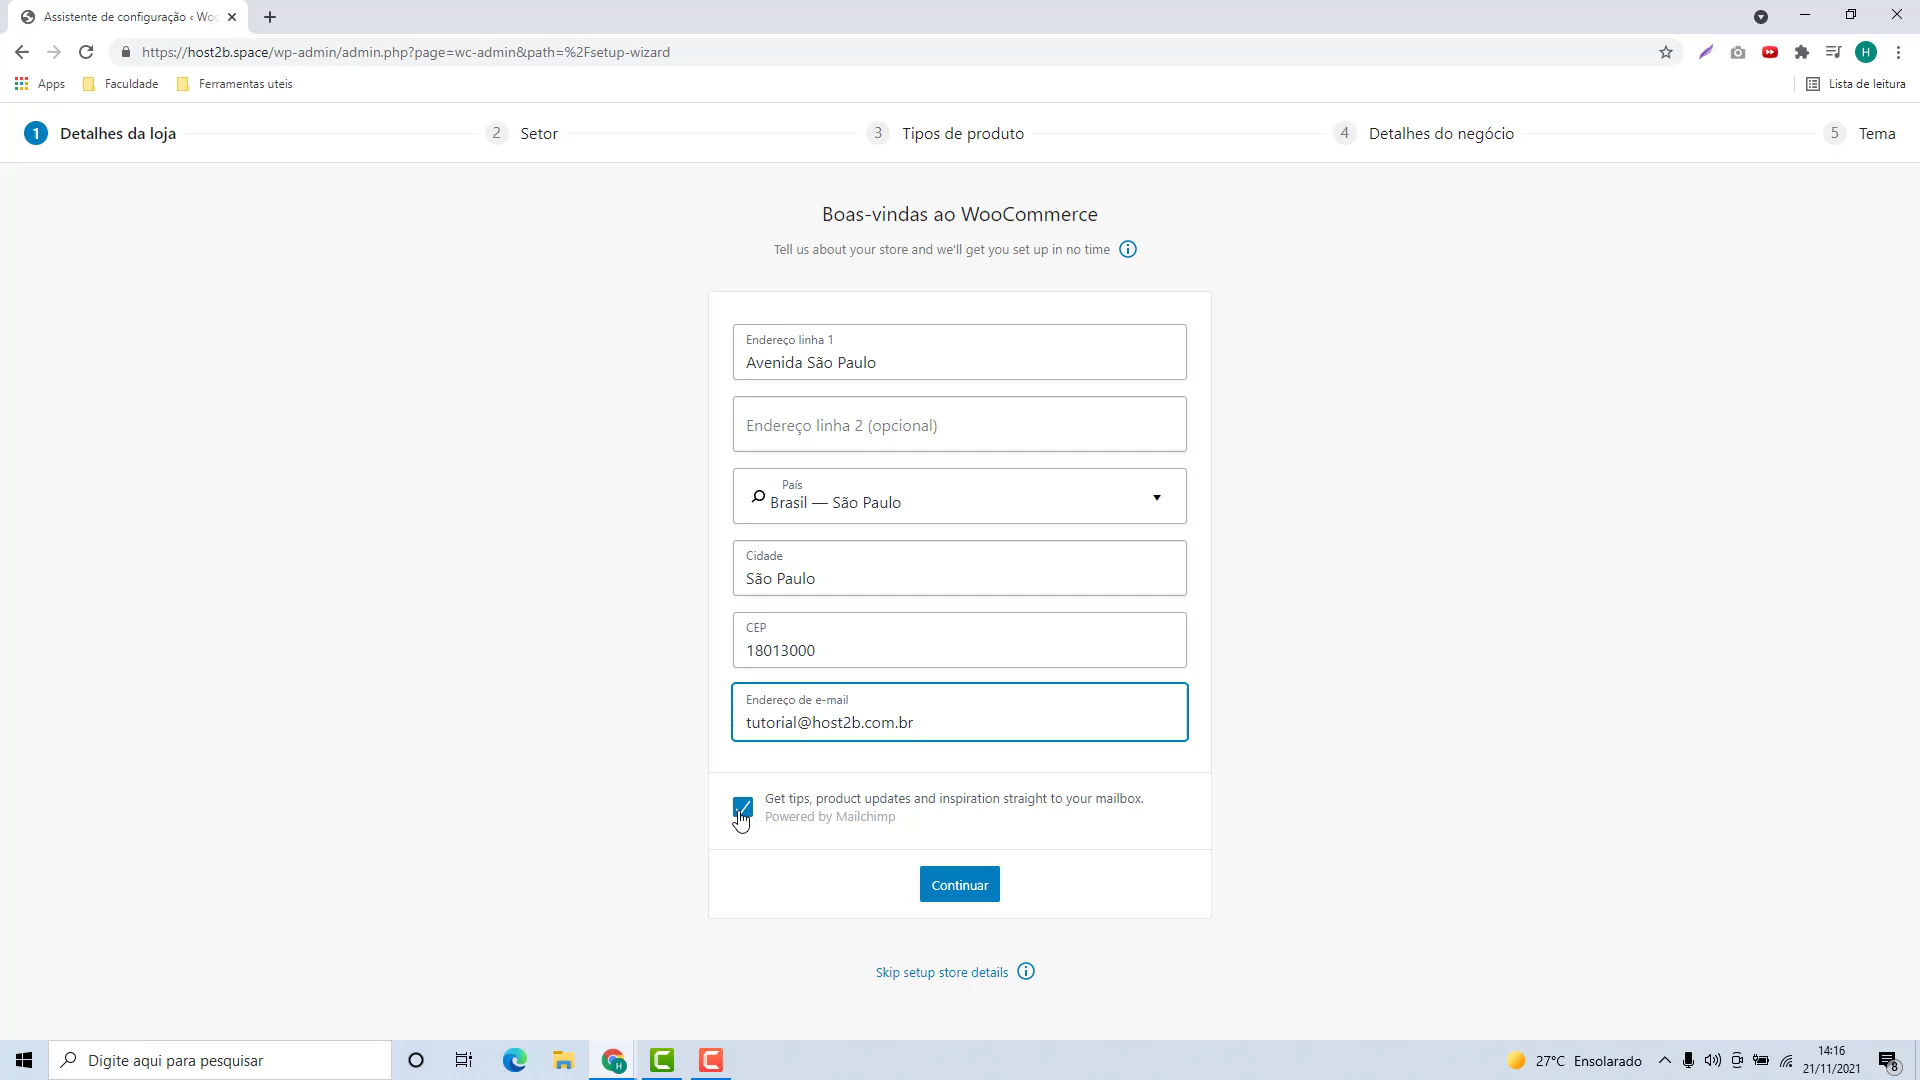 Assistente de configuração ‹ Woo
https://host2b.space/wp-admin/admin.php?page=wc-admin&path=%2Fsetup-wizard
H
Apps
Faculdade
Ferramentas uteis
Lista de leitura
1 Detalhes da loja
2 Setor
3 Tipos de produto
4 Detalhes do negócio
5 Tema
Boas-vindas ao WooCommerce
Tell us about your store and we'll get you set up in no time
Endereço linha 1
Avenida São Paulo
Endereço linha 2 (opcional)
País
Brasil — São Paulo
Cidade
São Paulo
CEP
18013000
Endereço de e-mail
tutorial@host2b.com.br
Get tips, product updates and inspiration straight to your mailbox.
Powered by Mailchimp
Continuar
Skip setup store details
Digite aqui para pesquisar
27°C Ensolarado
14:16
21/11/2021
8